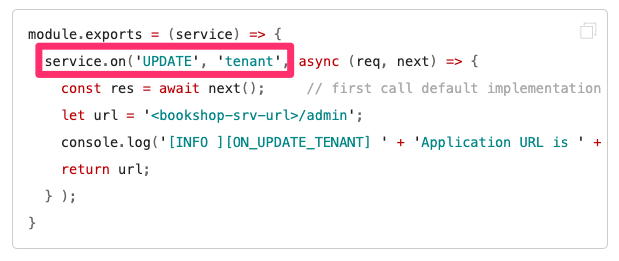 module.exports = (service) => {
  service.on('UPDATE', 'tenant', async (req, next) => {
    const res = await next();     // first call default implementation
    let url = '<bookshop-srv-url>/admin';
    console.log('[INFO ][ON_UPDATE_TENANT] ' + 'Application URL is ' +
    return url;
  } );
}